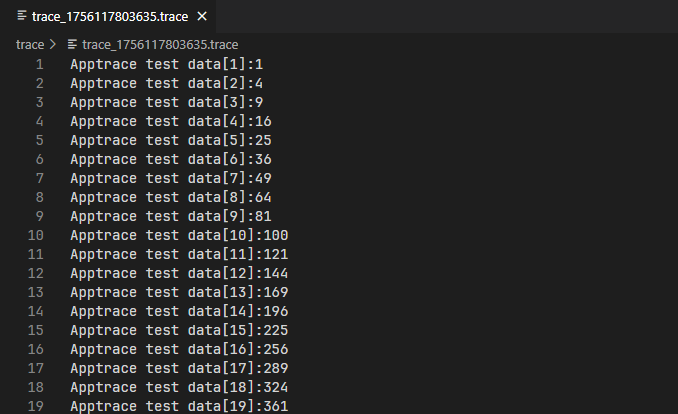 trace_1756117803635.trace
trace > trace_1756117803635.trace
1 Apptrace test data[1]:1
2 Apptrace test data[2]:4
3 Apptrace test data[3]:9
4 Apptrace test data[4]:16
5 Apptrace test data[5]:25
6 Apptrace test data[6]:36
7 Apptrace test data[7]:49
8 Apptrace test data[8]:64
9 Apptrace test data[9]:81
10 Apptrace test data[10]:100
11 Apptrace test data[11]:121
12 Apptrace test data[12]:144
13 Apptrace test data[13]:169
14 Apptrace test data[14]:196
15 Apptrace test data[15]:225
16 Apptrace test data[16]:256
17 Apptrace test data[17]:289
18 Apptrace test data[18]:324
19 Apptrace test data[19]:361